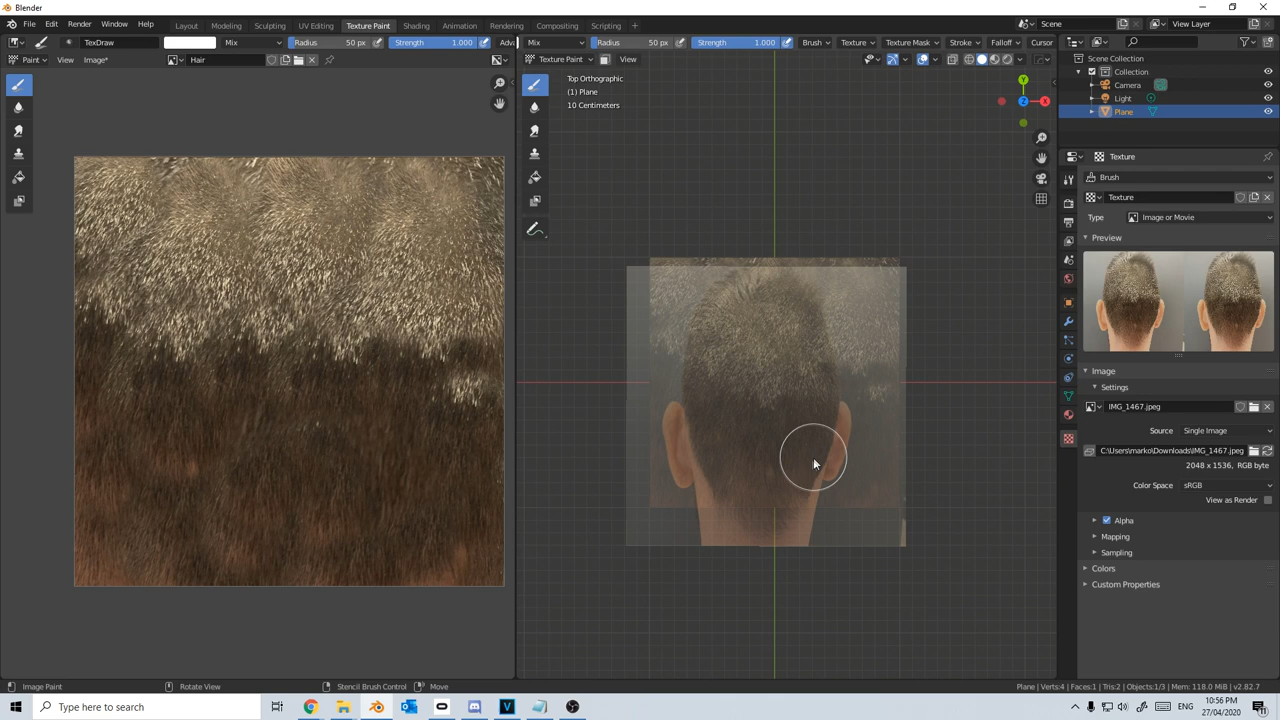 Blender
File Edit Render Window Help Layout Modeling Sculpting UV Editing Texture Paint Shading Animation Rendering Compositing Scripting + Scene View Layer
TexDraw Mix Radius 50 px Strength 1.000 Adv Mix Radius 50 px Strength 1.000 Brush Texture Texture Mask Stroke Falloff Cursor
Paint View Image* Hair Texture Paint View
Scene Collection
Collection
Camera
Light
Plane
Top Orthographic
(1) Plane
10 Centimeters
Y
Z X
Texture
Brush
Texture
Type Image or Movie
Preview
Image
Settings
IMG_1467.jpeg
Source Single Image
C:\Users\marko\Downloads\IMG_1467.jpeg
2048 x 1536, RGB byte
Color Space sRGB
View as Render
Alpha
Mapping
Sampling
Colors
Custom Properties
Image Paint Rotate View Stencil Brush Control Move Plane | Verts:4 | Faces:1 | Tris:2 | Objects:1/3 | Mem: 118.0 MiB | v2.82.7
Type here to search
ENG
10:56 PM
27/04/2020